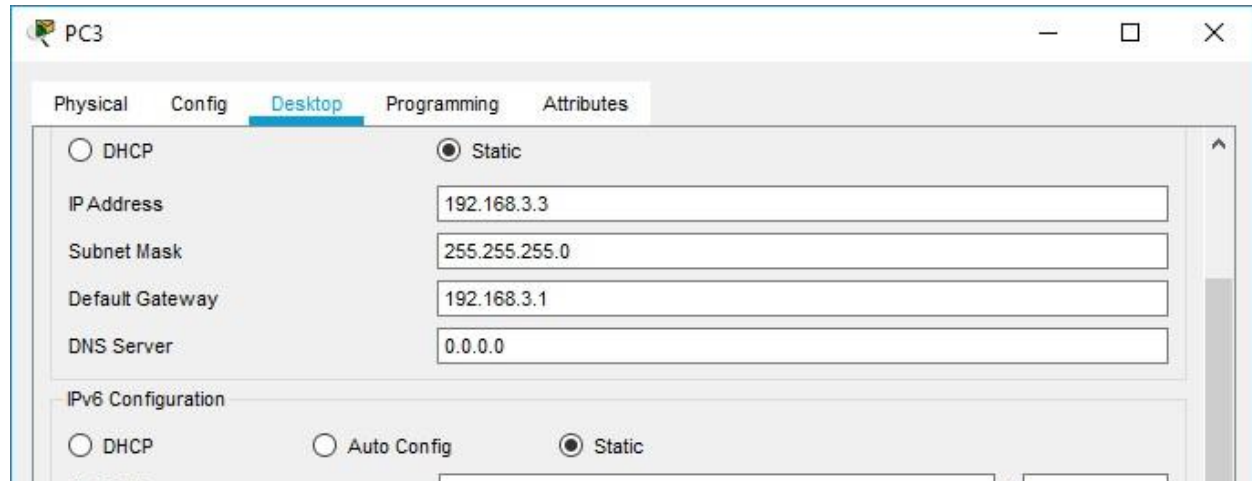 PC3
Physical Config Desktop Programming Attributes
DHCP Static
IP Address 192.168.3.3
Subnet Mask 255.255.255.0
Default Gateway 192.168.3.1
DNS Server 0.0.0.0
IPv6 Configuration
DHCP Auto Config Static